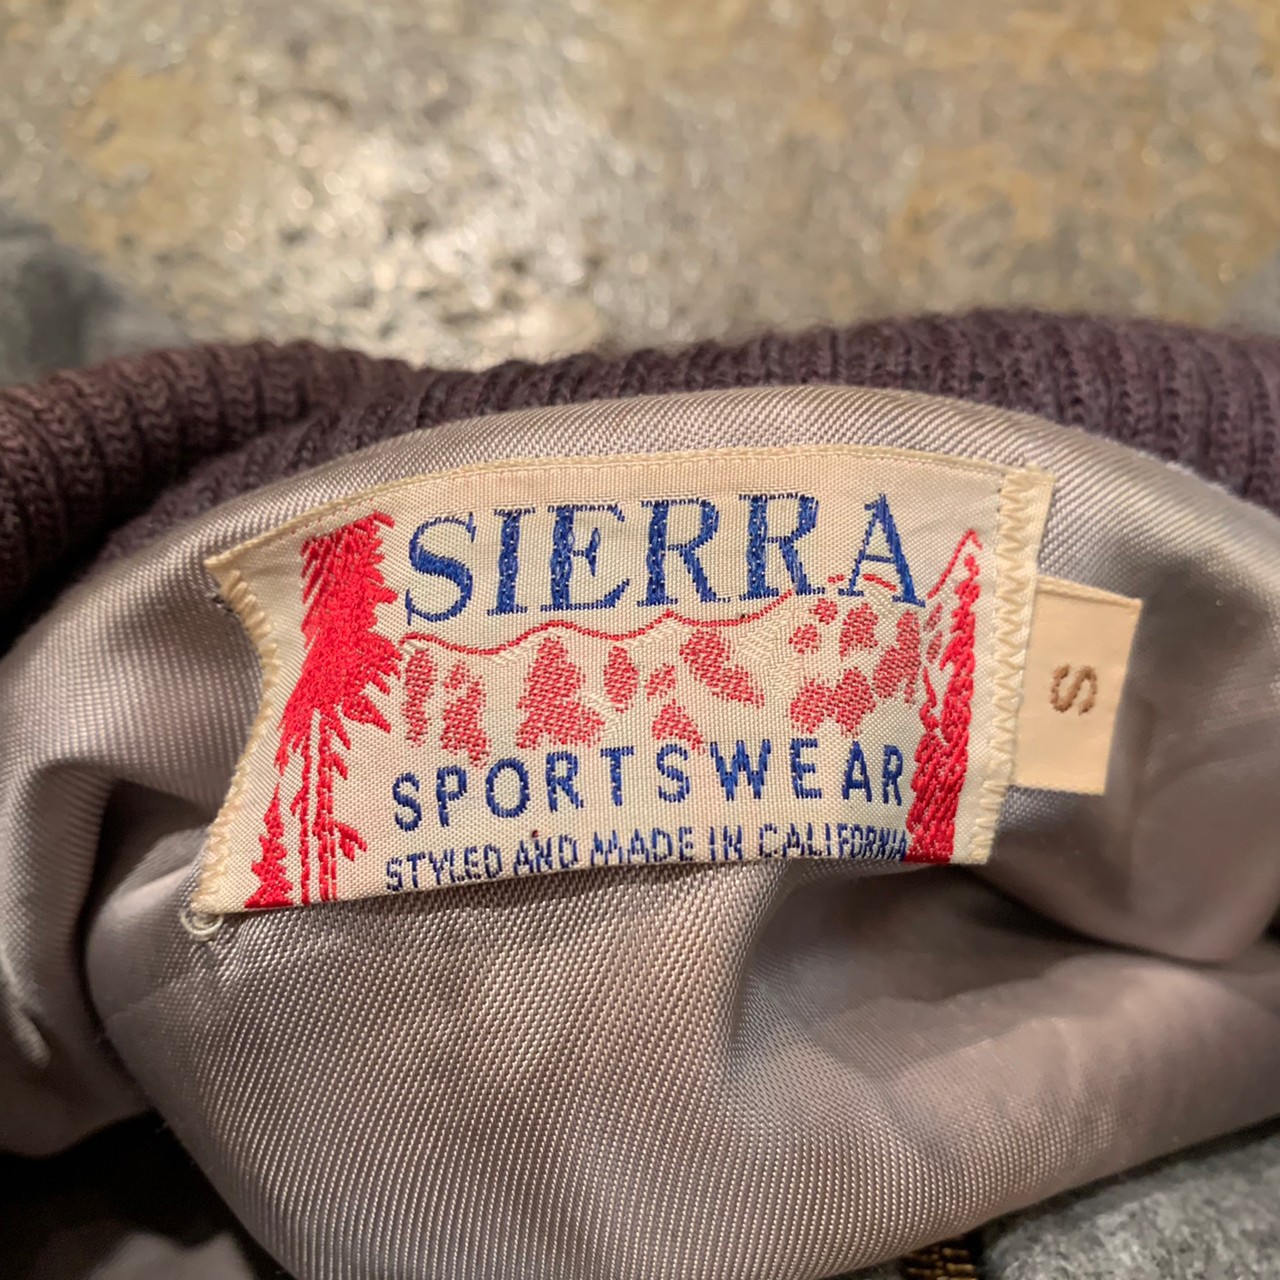 SIERRA
SPORTSWEAR
STYLED AND MADE IN CALIFORNIA
S